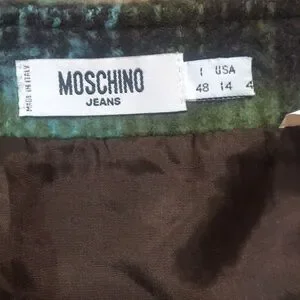 MADE IN ITALY
MOSCHINO
JEANS
I USA
48 14 4